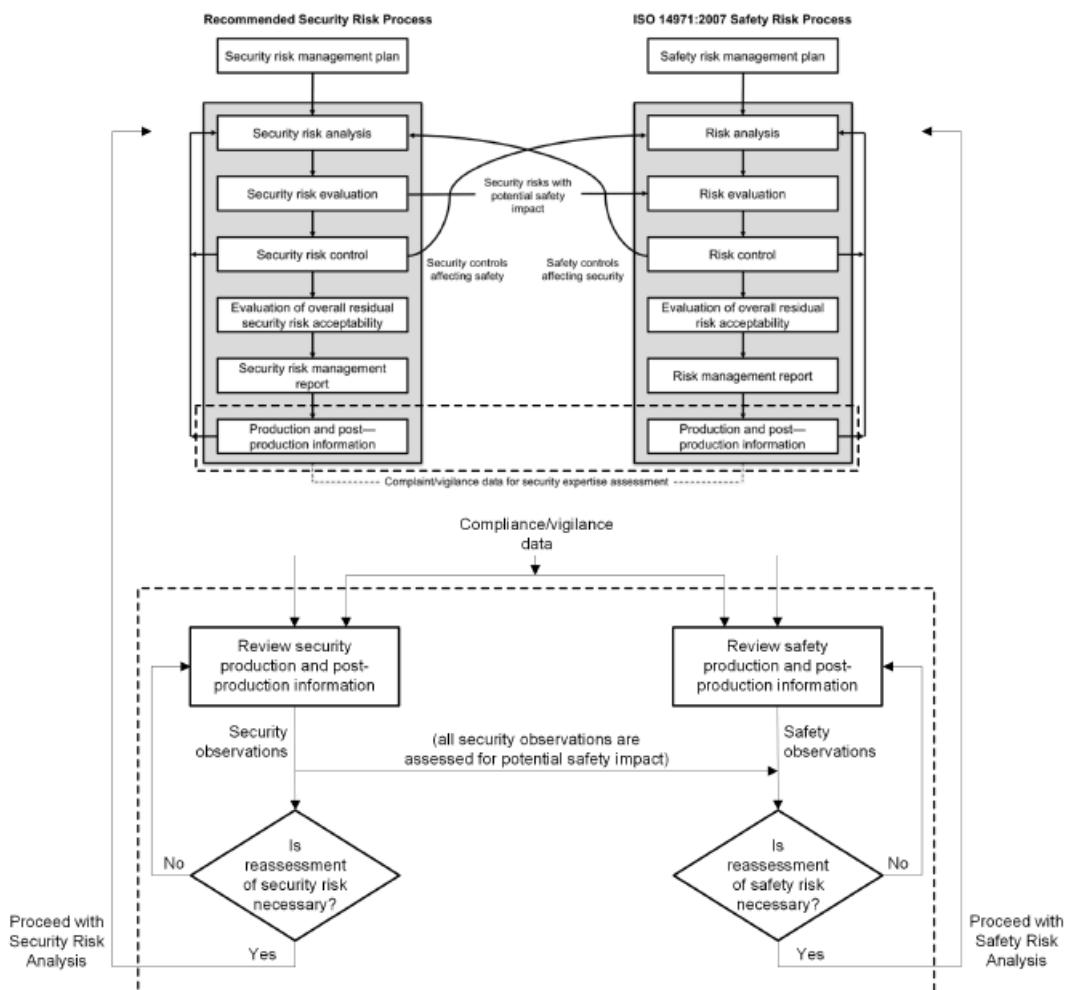 Recommended Security Risk Process
ISO 14971:2007 Safety Risk Process
Security risk management plan
Safety risk management plan
Security risk analysis
Risk analysis
Security risk evaluation
Security risks with
potential safety
impact
Risk evaluation
Security risk control
Security controls
affecting safety
Safety controls
affecting security
Risk control
Evaluation of overall residual
security risk acceptability
Evaluation of overall residual
risk acceptability
Security risk management
report
Risk management report
Production and post—
production information
Production and post—
production information
Complaint/vigilance data for security expertise assessment
Compliance/vigilance
data
Review security
production and post-
production information
Review safety
production and post-
production information
Security
observations
(all security observations are
assessed for potential safety impact)
Safety
observations
Is
reassessment
of security risk
necessary?
No
Is
reassessment
of safety risk
necessary?
No
Proceed with
Security Risk
Analysis
Yes
Yes
Proceed with
Safety Risk
Analysis